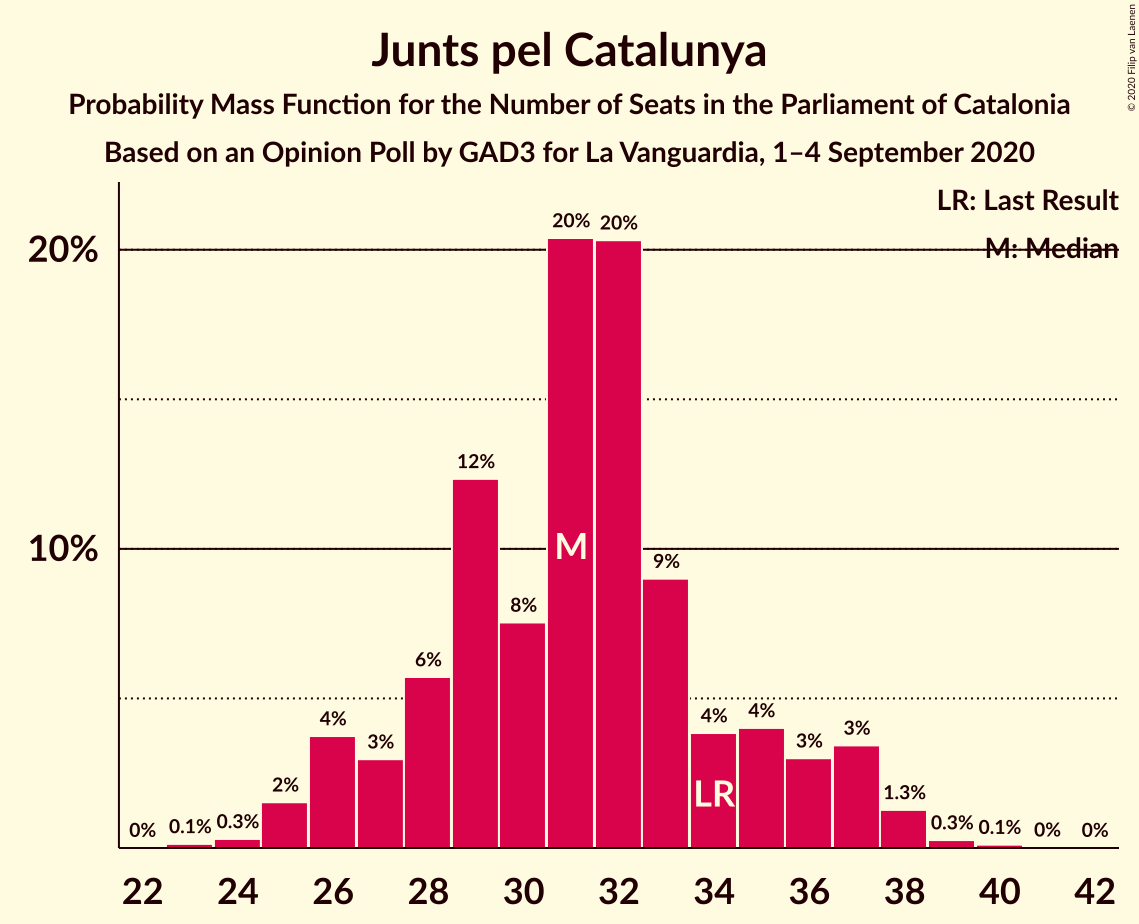 Junts pel Catalunya
Probability Mass Function for the Number of Seats in the Parliament of Catalonia
Based on an Opinion Poll by GAD3 for La Vanguardia, 1–4 September 2020
© 2020 Filip van Laenen
LR: Last Result
M: Median
20%
10%
0%
0.1%
0.3%
2%
4%
3%
6%
12%
8%
20%
20%
9%
4%
4%
3%
3%
1.3%
0.3%
0.1%
0%
0%
M
LR
22 24 26 28 30 32 34 36 38 40 42